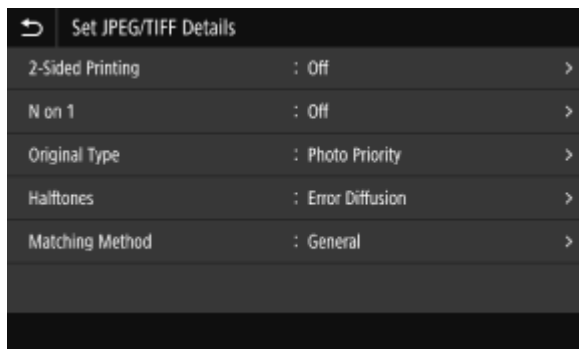 Set JPEG/TIFF Details
2-Sided Printing : Off >
N on 1 : Off >
Original Type : Photo Priority >
Halftones : Error Diffusion >
Matching Method : General >